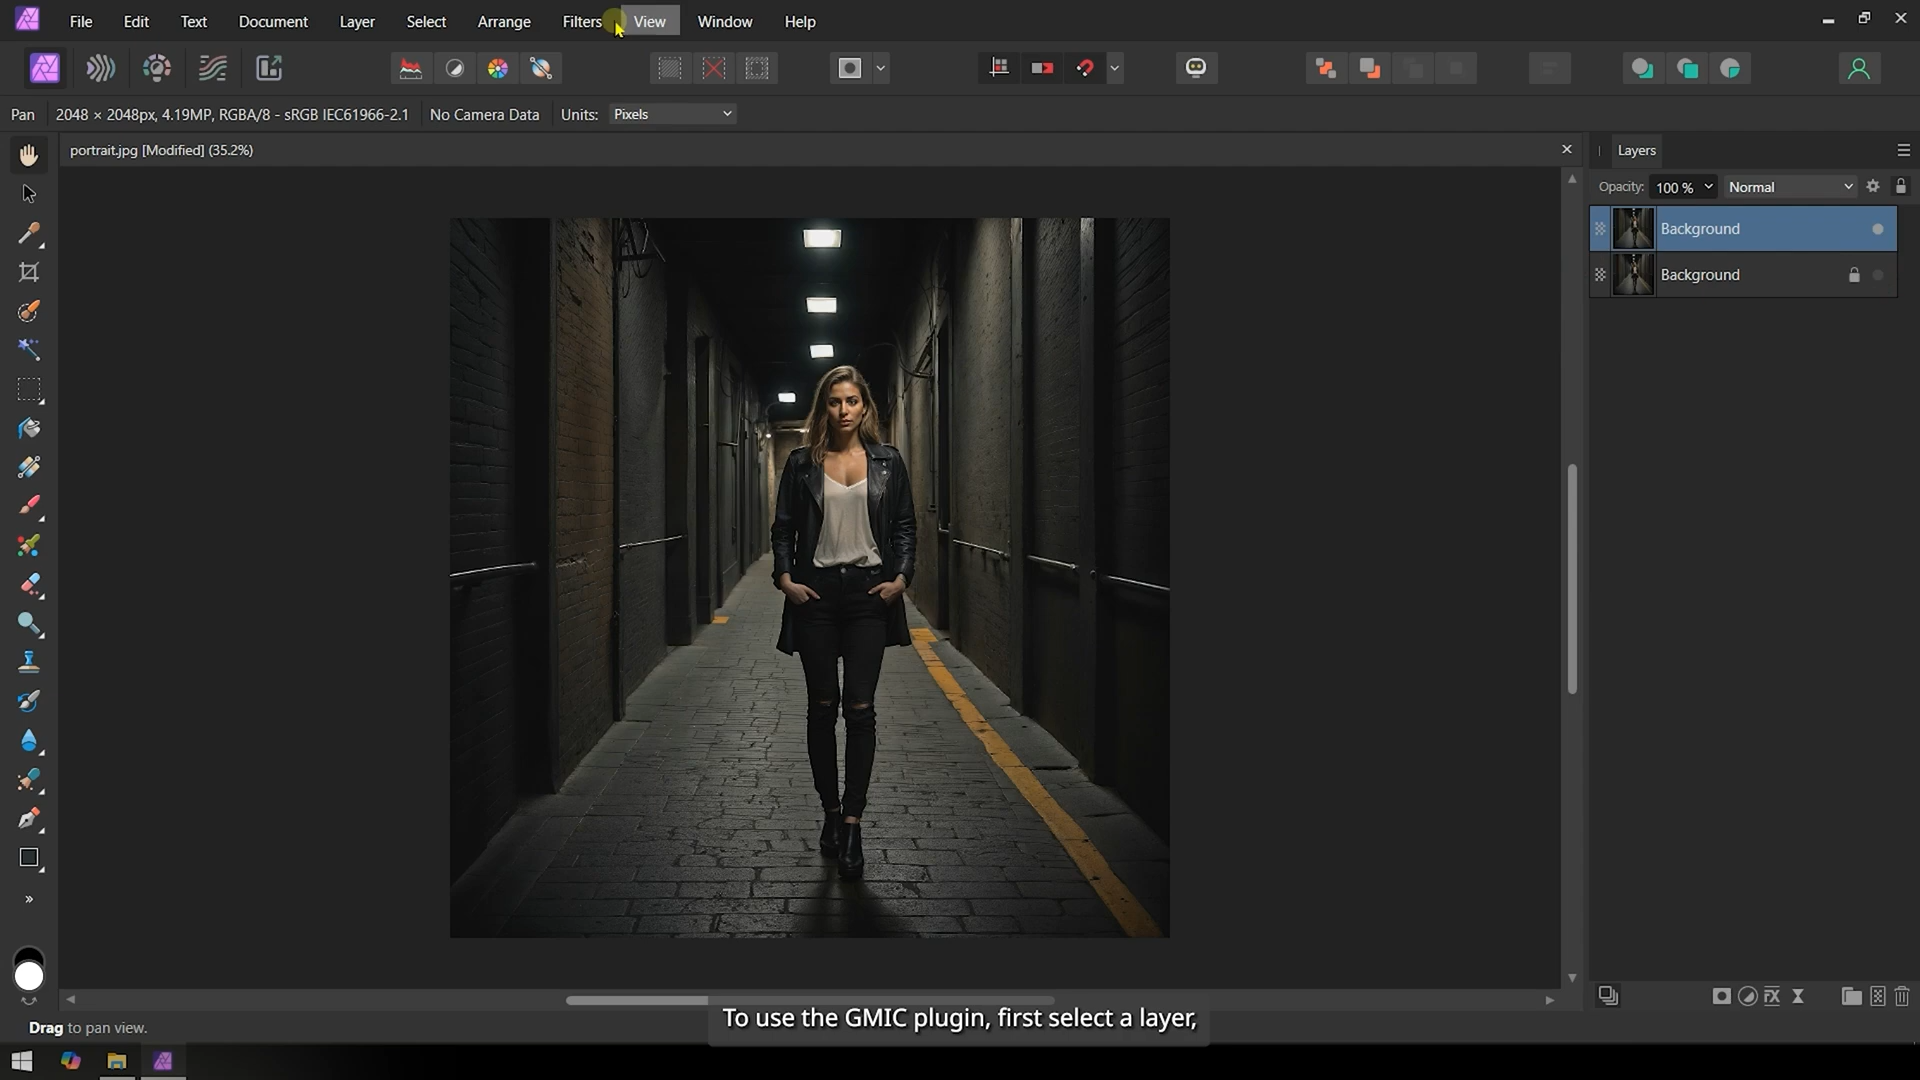 File Edit Text Document Layer Select Arrange Filters View Window Help
Pan 2048 × 2048px, 4.19MP, RGBA/8 - sRGB IEC61966-2.1 No Camera Data Units: Pixels
portrait.jpg [Modified] (35.2%)
Layers
Opacity: 100 % Normal
Background
Background
To use the GMIC plugin, first select a layer,
Drag to pan view.